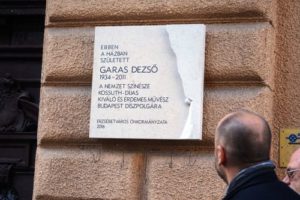 EBBEN
A HÁZBAN
SZÜLETETT
GARAS DEZSŐ
1934-2011
A NEMZET SZÍNÉSZE
KOSSUTH-DÍJAS
KIVÁLÓ ÉS ÉRDEMES MŰVÉSZ
BUDAPEST DÍSZPOLGÁRA
ERZSÉBETVÁROS ÖNKORMÁNYZATA
2016